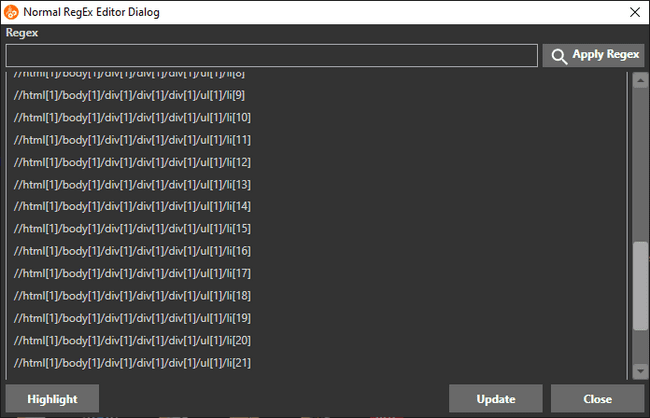 Normal RegEx Editor Dialog
Regex
Apply Regex
//html[1]/body[1]/div[1]/div[1]/div[1]/ul[1]/li[8]
//html[1]/body[1]/div[1]/div[1]/div[1]/ul[1]/li[9]
//html[1]/body[1]/div[1]/div[1]/div[1]/ul[1]/li[10]
//html[1]/body[1]/div[1]/div[1]/div[1]/ul[1]/li[11]
//html[1]/body[1]/div[1]/div[1]/div[1]/ul[1]/li[12]
//html[1]/body[1]/div[1]/div[1]/div[1]/ul[1]/li[13]
//html[1]/body[1]/div[1]/div[1]/div[1]/ul[1]/li[14]
//html[1]/body[1]/div[1]/div[1]/div[1]/ul[1]/li[15]
//html[1]/body[1]/div[1]/div[1]/div[1]/ul[1]/li[16]
//html[1]/body[1]/div[1]/div[1]/div[1]/ul[1]/li[17]
//html[1]/body[1]/div[1]/div[1]/div[1]/ul[1]/li[18]
//html[1]/body[1]/div[1]/div[1]/div[1]/ul[1]/li[19]
//html[1]/body[1]/div[1]/div[1]/div[1]/ul[1]/li[20]
//html[1]/body[1]/div[1]/div[1]/div[1]/ul[1]/li[21]
Highlight
Update
Close